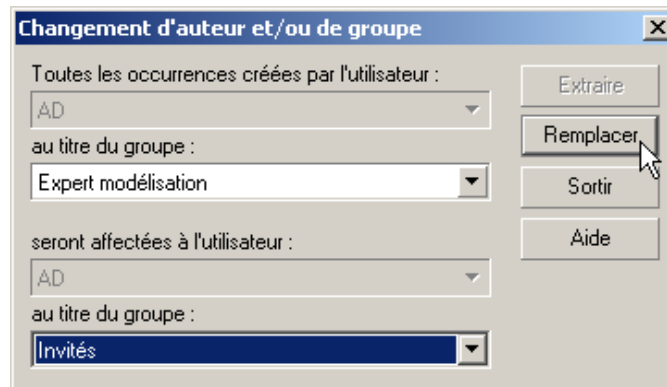 Changement d'auteur et/ou de groupe
Toutes les occurrences créées par l'utilisateur :
AD
au titre du groupe :
Expert modélisation
seront affectées à l'utilisateur :
AD
au titre du groupe :
Invités
Extraire
Remplacer
Sortir
Aide